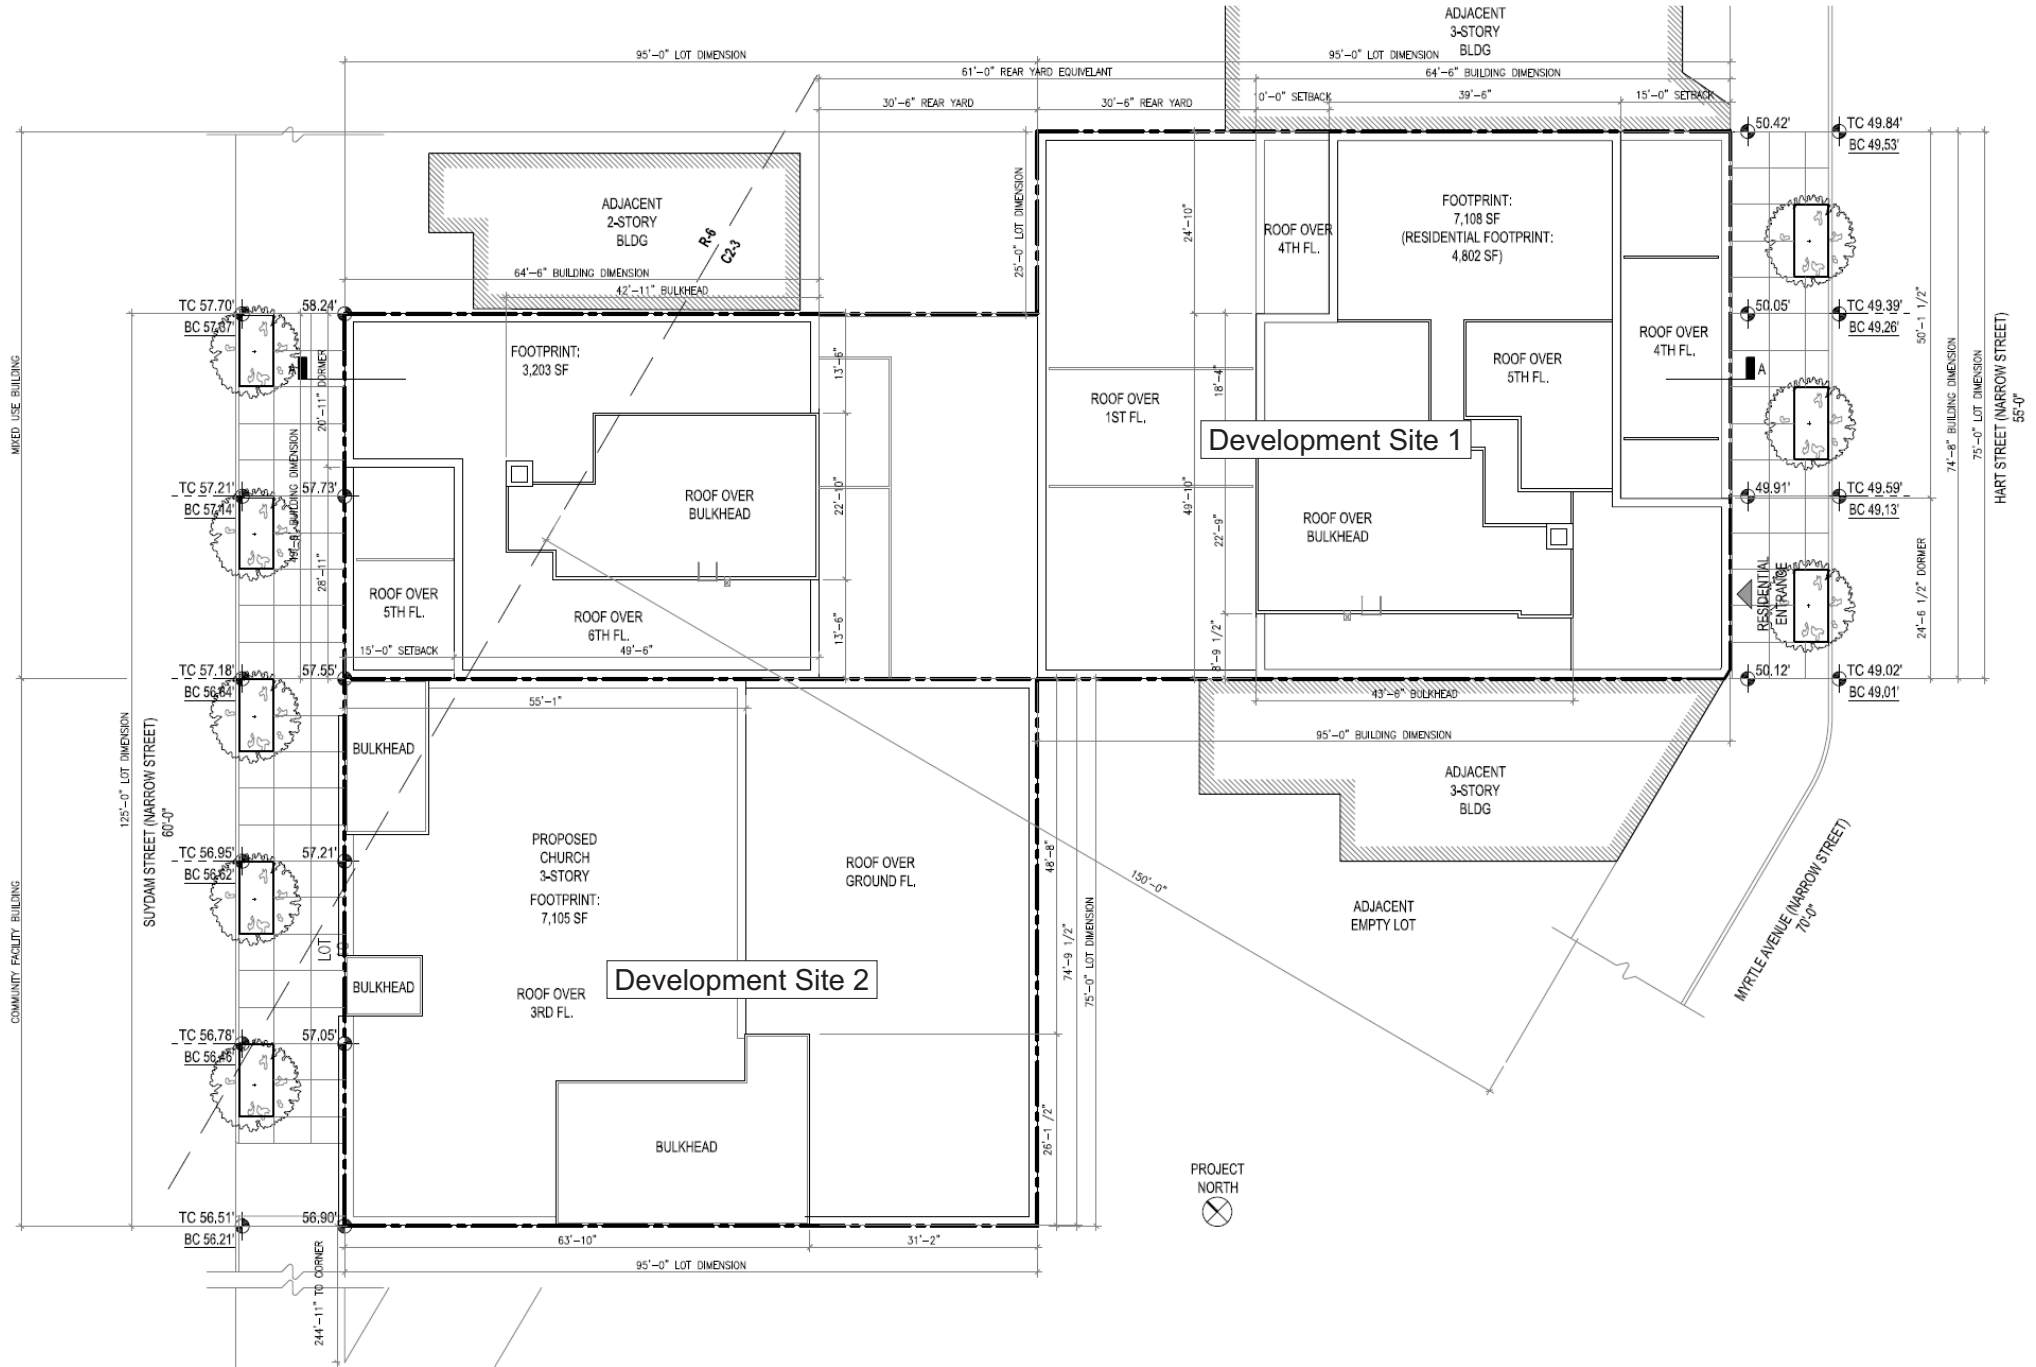 ADJACENT
3-STORY
BLDG
95'-0" LOT DIMENSION
95'-0" LOT DIMENSION
61'-0" REAR YARD EQUIVELANT
64'-6" BUILDING DIMENSION
30'-6" REAR YARD
30'-6" REAR YARD
0'-0" SETBACK
39'-6"
15'-0" SETBACK
50.42'
TC 49.84'
BC 49.53'
ADJACENT
2-STORY
BLDG
R-6
C2-3
25'-0" LOT DIMENSION
24'-10"
ROOF OVER
4TH FL.
FOOTPRINT:
7,108 SF
(RESIDENTIAL FOOTPRINT:
4,802 SF)
64'-6" BUILDING DIMENSION
42'-11" BULKHEAD
TC 57.70'
BC 57.67'
58.24'
50.05'
TC 49.39'
BC 49.26'
50'-1 1/2"
ROOF OVER
4TH FL.
ROOF OVER
5TH FL.
FOOTPRINT:
3,203 SF
13'-6"
A
A
20'-11" DORMER
MIXED USE BUILDING
18'-4"
ROOF OVER
1ST FL.
74'-8" BUILDING DIMENSION
75'-0" LOT DIMENSION
HART STREET (NARROW STREET)
55'-0"
Development Site 1
TC 57.21'
BC 57.14'
57.73'
ROOF OVER
BULKHEAD
22'-10"
49'-10"
22'-9"
ROOF OVER
BULKHEAD
49.91'
TC 49.59'
BC 49.13'
28'-11"
ROOF OVER
5TH FL.
ROOF OVER
6TH FL.
13'-6"
15'-0" SETBACK
49'-6"
8'-9 1/2"
RESIDENTIAL
ENTRANCE
24'-6 1/2" DORMER
TC 57.18'
BC 56.84'
57.55'
50.12'
TC 49.02'
BC 49.01'
55'-1"
43'-6" BULKHEAD
95'-0" BUILDING DIMENSION
BULKHEAD
125'-0" LOT DIMENSION
SUYDAM STREET (NARROW STREET)
60'-0"
ADJACENT
3-STORY
BLDG
TC 56.95'
BC 56.62'
57.21'
PROPOSED
CHURCH
3-STORY
FOOTPRINT:
7,105 SF
ROOF OVER
GROUND FL.
48'-8"
150'-0"
ADJACENT
EMPTY LOT
MYRTLE AVENUE (NARROW STREET)
70'-0"
COMMUNITY FACILITY BUILDING
LOT
74'-9 1/2"
75'-0" LOT DIMENSION
Development Site 2
BULKHEAD
ROOF OVER
3RD FL.
TC 56.78'
BC 56.46'
57.05'
BULKHEAD
26'-1 /2"
PROJECT
NORTH
TC 56.51'
BC 56.21'
56.90'
63'-10"
31'-2"
95'-0" LOT DIMENSION
244'-11" TO CORNER